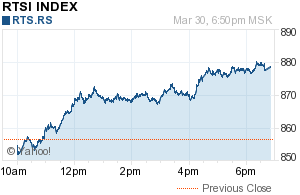 RTSI INDEX
RTS.RS
Mar 30, 6:50pm MSK
890
880
870
860
850
© Yahoo!
10am 12pm 2pm 4pm 6pm
Previous Close